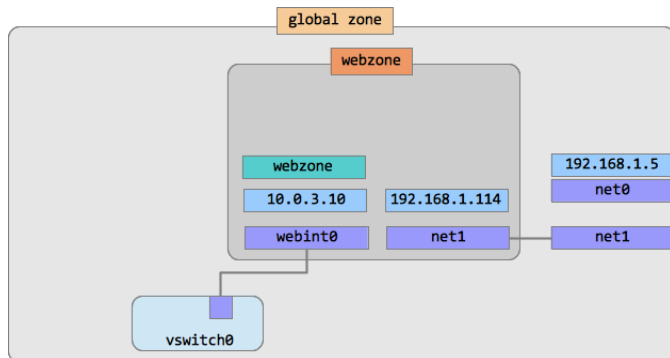 global zone
webzone
webzone
10.0.3.10
192.168.1.114
webint0
net1
192.168.1.5
net0
net1
vswitch0